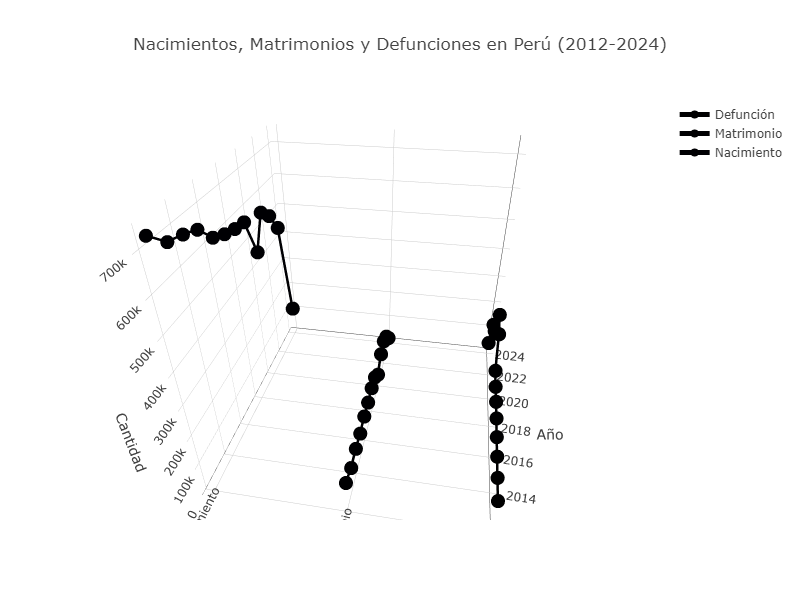 Nacimientos, Matrimonios y Defunciones en Perú (2012-2024)
Defunción
Matrimonio
Nacimiento
700k
600k
500k
400k
300k
200k
100k
0
Cantidad
2024
2022
2020
2018
2016
2014
Año